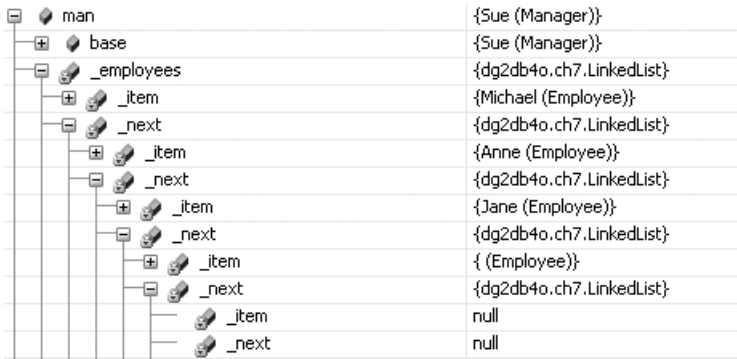 man {Sue (Manager)}
base {Sue (Manager)}
_employees {dg2db4o.ch7.LinkedList}
_item {Michael (Employee)}
_next {dg2db4o.ch7.LinkedList}
_item {Anne (Employee)}
_next {dg2db4o.ch7.LinkedList}
_item {Jane (Employee)}
_next {dg2db4o.ch7.LinkedList}
_item { (Employee)}
_next {dg2db4o.ch7.LinkedList}
_item null
_next null